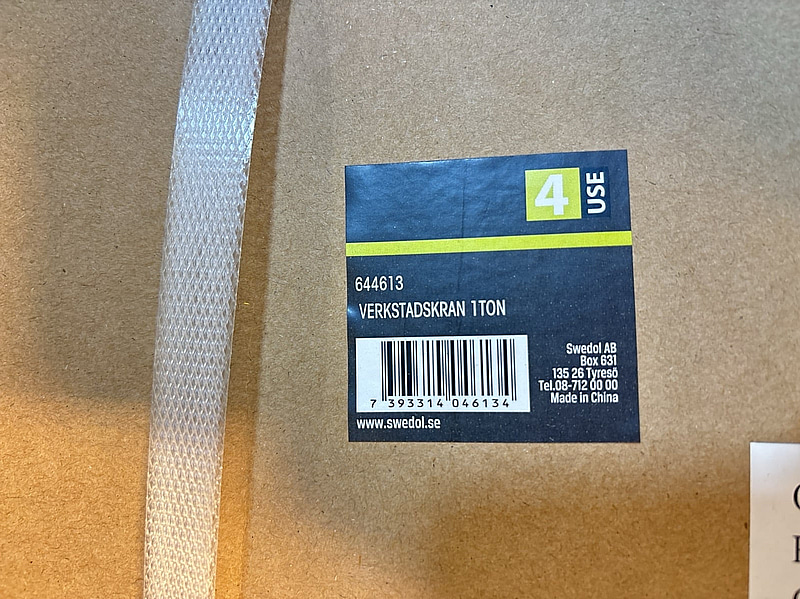 4 USE
644613
VERKSTADSKRAN 1TON
7 393314 046134
www.swedol.se
Swedol AB
Box 631
135 26 Tyresö
Tel.08-712 00 00
Made in China